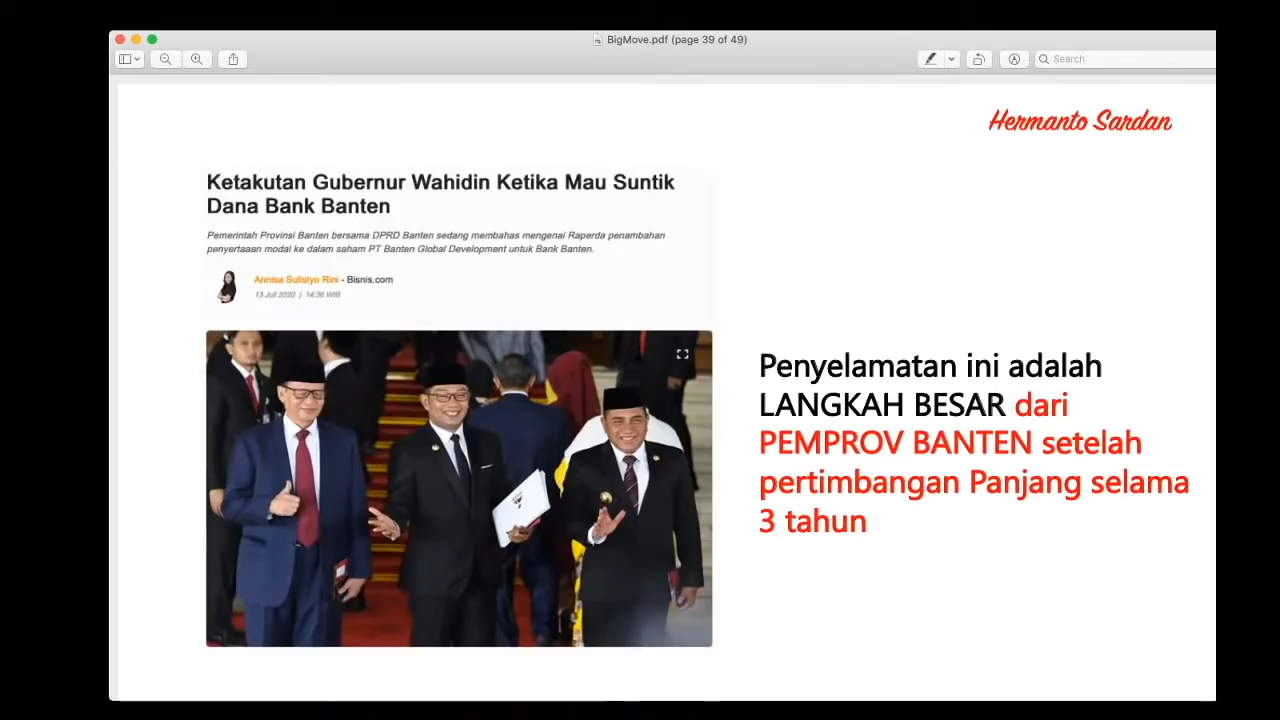 BigMove.pdf (page 39 of 49)
Search
Hermanto Sardan
Ketakutan Gubernur Wahidin Ketika Mau Suntik
Dana Bank Banten
Pemerintah Provinsi Banten bersama DPRD Banten sedang membahas mengenai Raperda penambahan
penyertaaan modal ke dalam saham PT Banten Global Development untuk Bank Banten.
Annisa Sulistyo Rini - Bisnis.com
13 Juli 2020 | 14:36 WIB
Penyelamatan ini adalah
LANGKAH BESAR dari
PEMPROV BANTEN setelah
pertimbangan Panjang selama
3 tahun